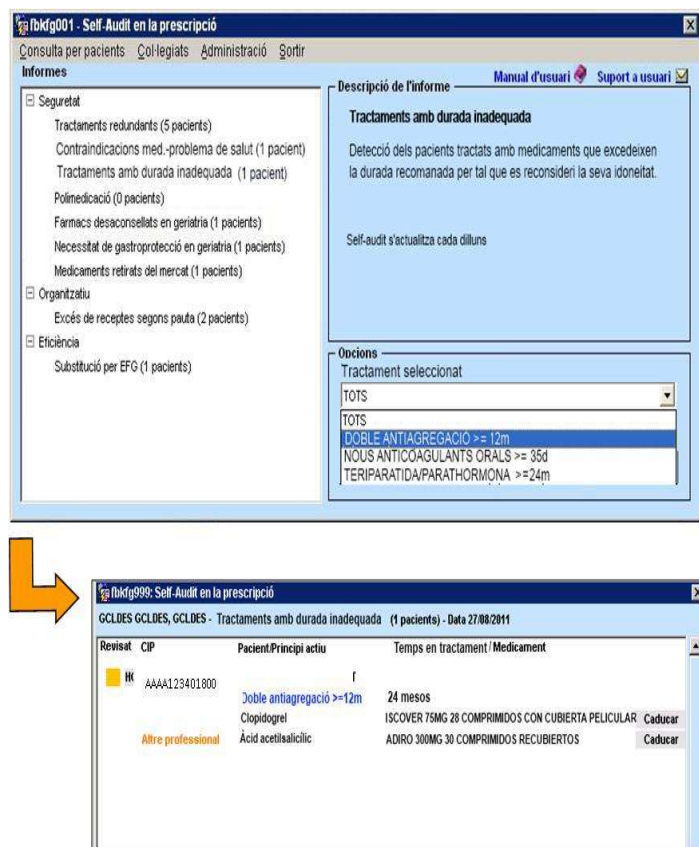 fbkfg001 - Self-Audit en la prescripció
Consulta per pacients Col·legiats Administració Sortir
Informes
Manual d'usuari Suport a usuari
Seguretat
Tractaments redundants (5 pacients)
Contraindicacions med.-problema de salut (1 pacient)
Tractaments amb durada inadequada (1 pacient)
Polimedicació (0 pacients)
Farmacs desaconsellats en geriatria (1 pacients)
Necessitat de gastroprotecció en geriatria (1 pacients)
Medicaments retirats del mercat (1 pacients)
Organitzatiu
Excés de receptes segons pauta (2 pacients)
Eficiència
Substitució per EFG (1 pacients)
Descripció de l'informe
Tractaments amb durada inadequada
Detecció dels pacients tractats amb medicaments que excedeixen
la durada recomanada per tal que es reconsideri la seva idoneitat.
Self-audit s'actualitza cada dilluns
Opcions
Tractament seleccionat
TOTS
TOTS
DOBLE ANTIAGREGACIÓ >= 12m
NOUS ANTICOAGULANTS ORALS >= 35d
TERIPARATIDA/PARATHORMONA >=24m
fbkfg999: Self-Audit en la prescripció
GCLDES GCLDES, GCLDES - Tractaments amb durada inadequada (1 pacients) - Data 27/08/2011
Revisat CIP Pacient/Principi actiu Temps en tractament/Medicament
AAAA123401800
Doble antiagregació >=12m 24 mesos
Clopidogrel ISCOVER 75MG 28 COMPRIMIDOS CON CUBIERTA PELICULAR Caducar
Altre professional Àcid acetilsalicílic ADIRO 300MG 30 COMPRIMIDOS RECUBIERTOS Caducar